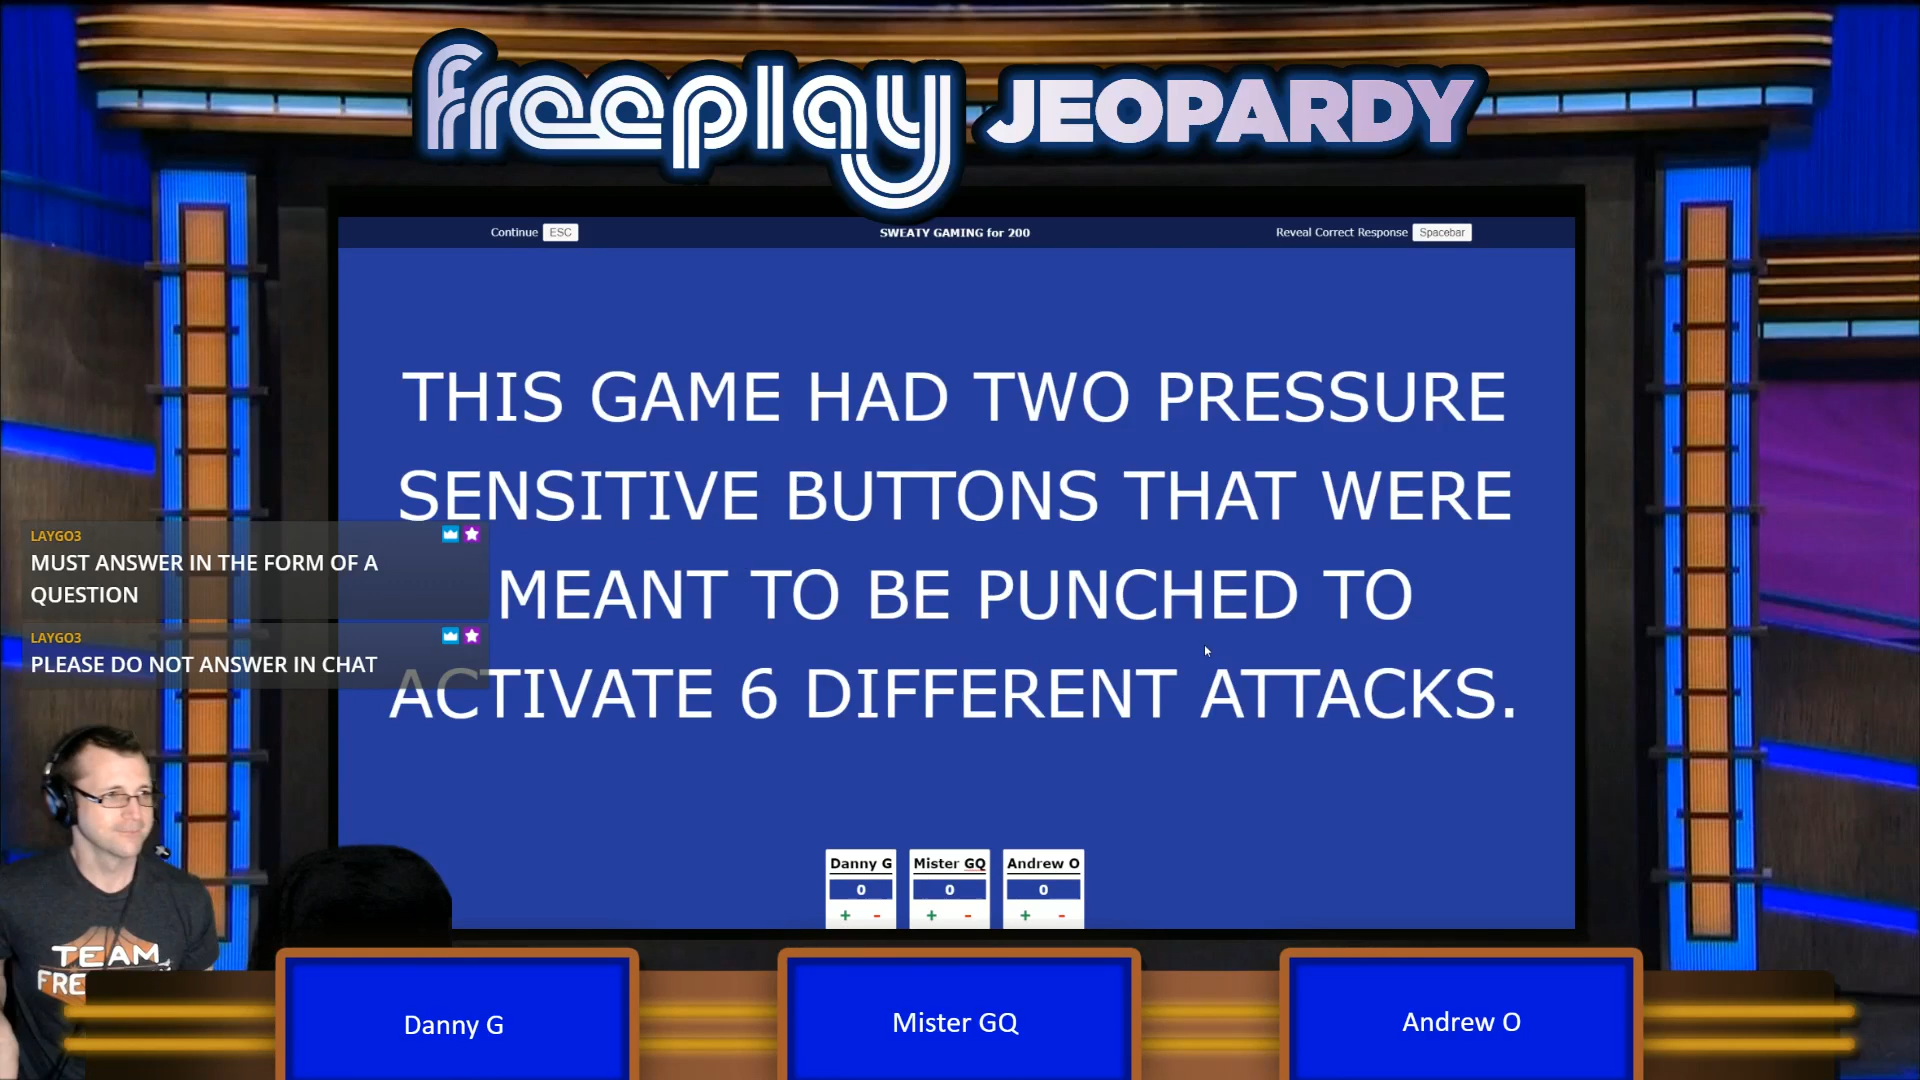 freeplay JEOPARDY
Continue ESC
SWEATY GAMING for 200
Reveal Correct Response Spacebar
THIS GAME HAD TWO PRESSURE
SENSITIVE BUTTONS THAT WERE
MEANT TO BE PUNCHED TO
ACTIVATE 6 DIFFERENT ATTACKS.
LAYGO3
MUST ANSWER IN THE FORM OF A
QUESTION
LAYGO3
PLEASE DO NOT ANSWER IN CHAT
Danny G
0
+ -
Mister GQ
0
+ -
Andrew O
0
+ -
TEAM
FRE
Danny G
Mister GQ
Andrew O